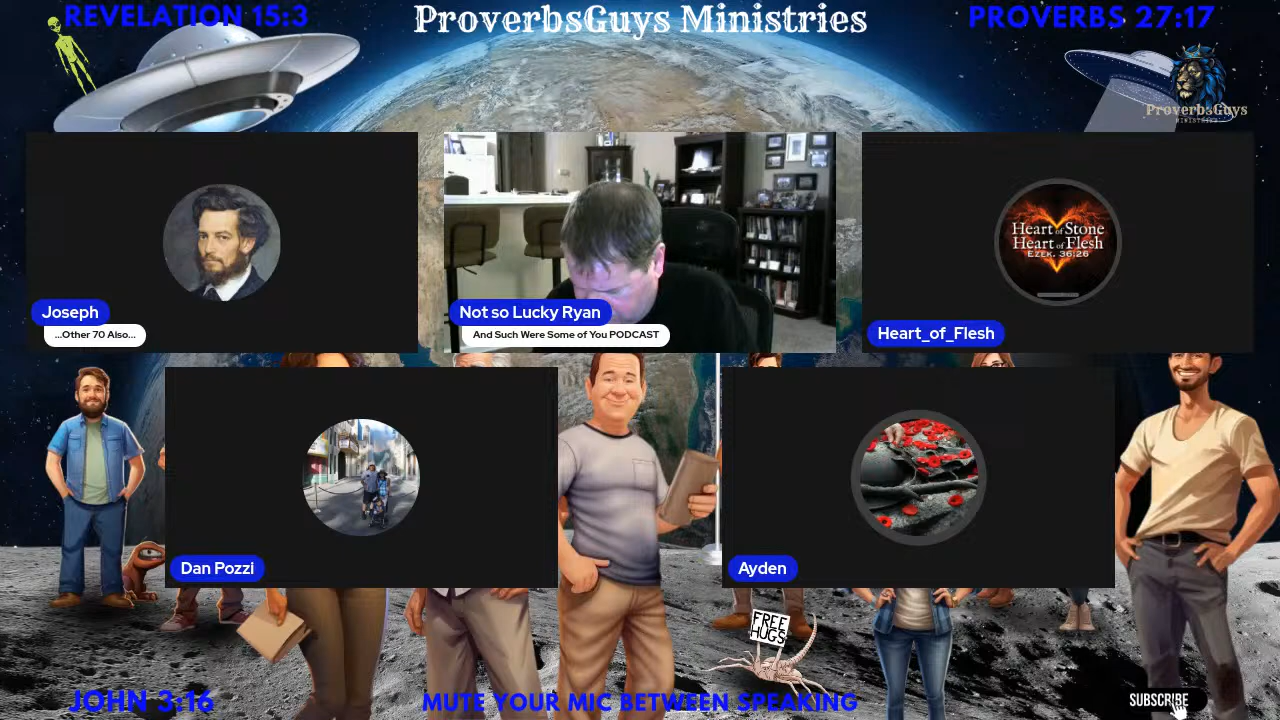 REVELATION 15:3
ProverbsGuys Ministries
PROVERBS 27:17
ProverbsGuys
MINISTRIES
Heart of Stone
Heart of Flesh
EZEK. 36:26
Joseph
...Other 70 Also...
Not so Lucky Ryan
And Such Were Some of You PODCAST
Heart_of_Flesh
Dan Pozzi
Ayden
FREE
HUGS
JOHN 3:16
MUTE YOUR MIC BETWEEN SPEAKING
SUBSCRIBE